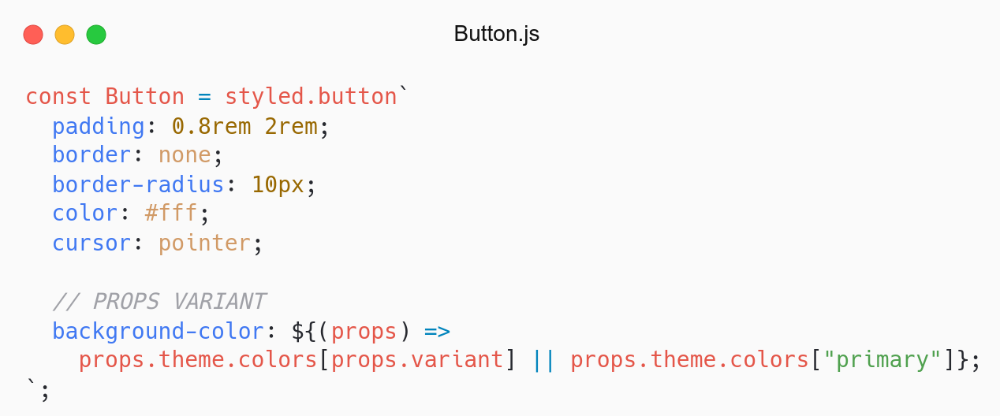 Button.js
const Button = styled.button`
  padding: 0.8rem 2rem;
  border: none;
  border-radius: 10px;
  color: #fff;
  cursor: pointer;

  // PROPS VARIANT
  background-color: ${(props) =>
    props.theme.colors[props.variant] || props.theme.colors["primary"]};
`;